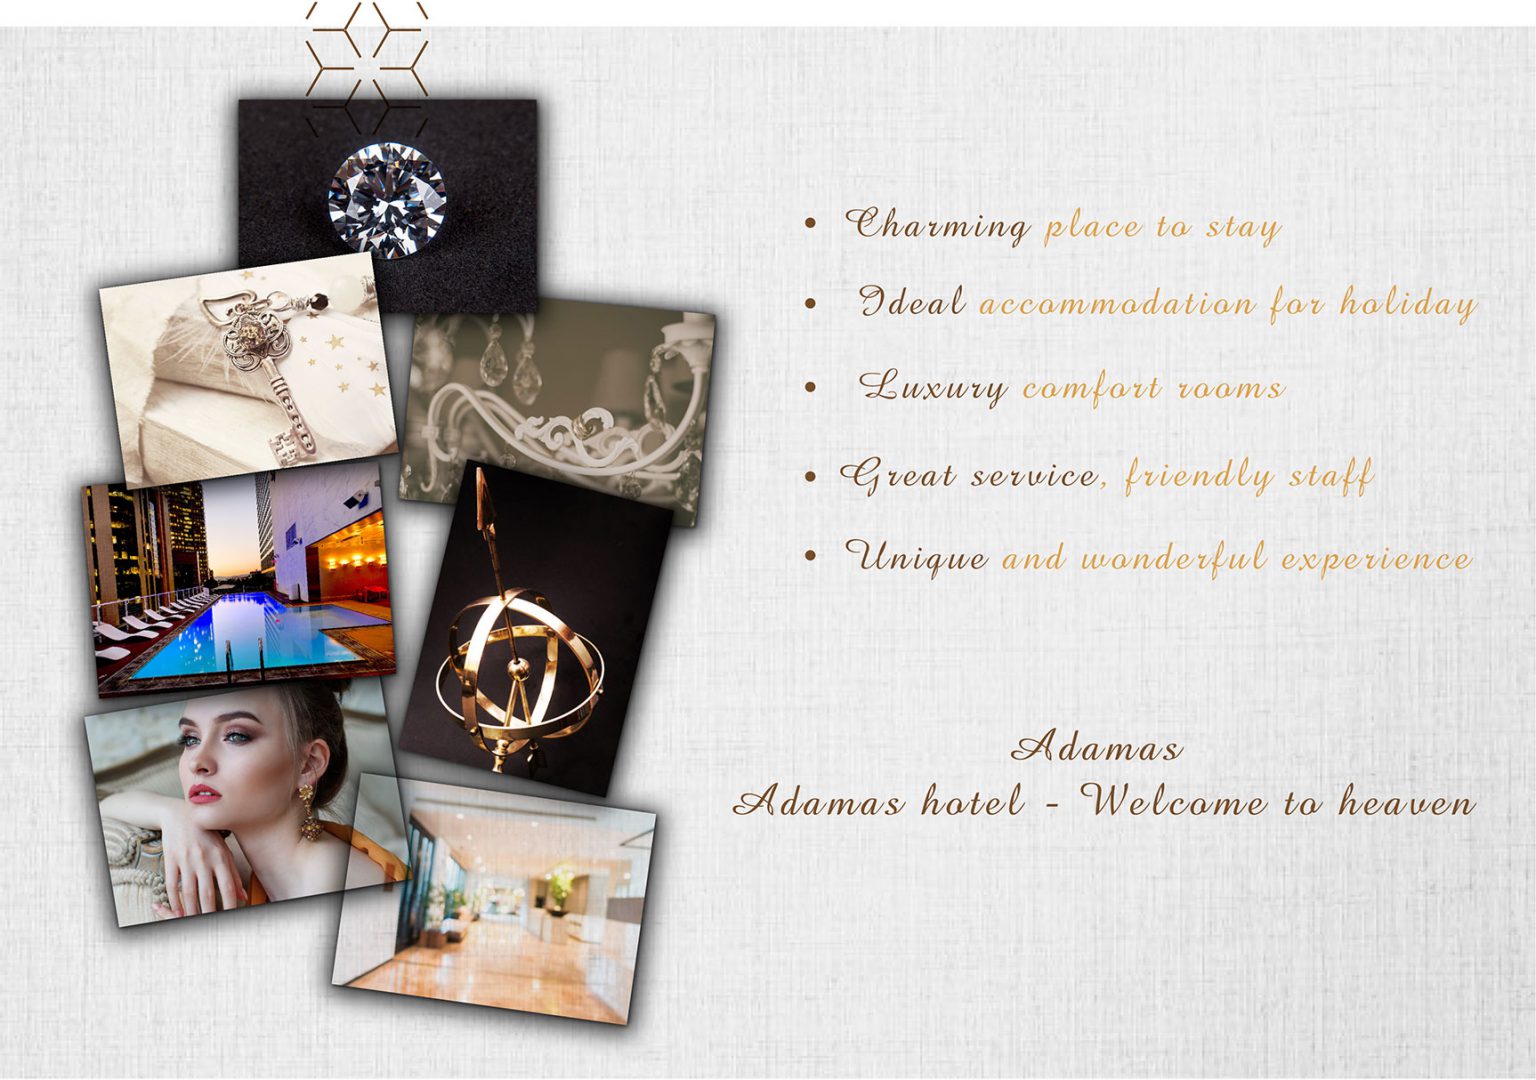 • Charming place to stay
• Ideal accommodation for holiday
• Luxury comfort rooms
• Great service, friendly staff
• Unique and wonderful experience
Adamas
Adamas hotel - Welcome to heaven